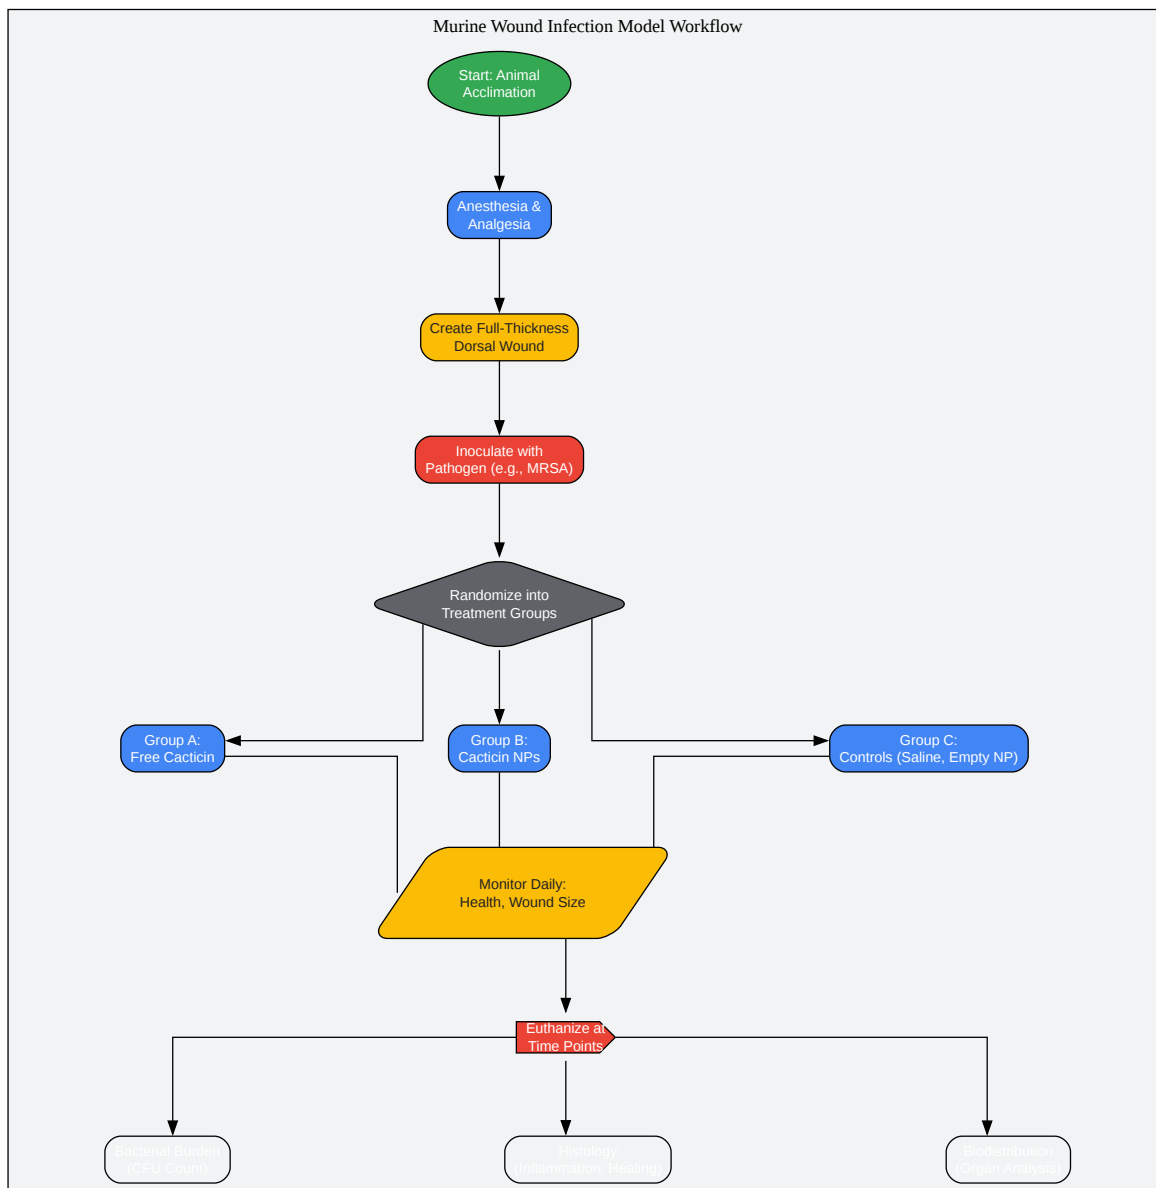 Murine Wound Infection Model Workflow
Start: Animal
Acclimation
Anesthesia &
Analgesia
Create Full-Thickness
Dorsal Wound
Inoculate with
Pathogen (e.g., MRSA)
Randomize into
Treatment Groups
Group A:
Free Cacticin
Group B:
Cacticin NPs
Group C:
Controls (Saline, Empty NP)
Monitor Daily:
Health, Wound Size
Euthanize at
Time Points
Bacterial Burden
(CFU Count)
Histology
(Inflammation, Healing)
Biodistribution
(Organ Analysis)